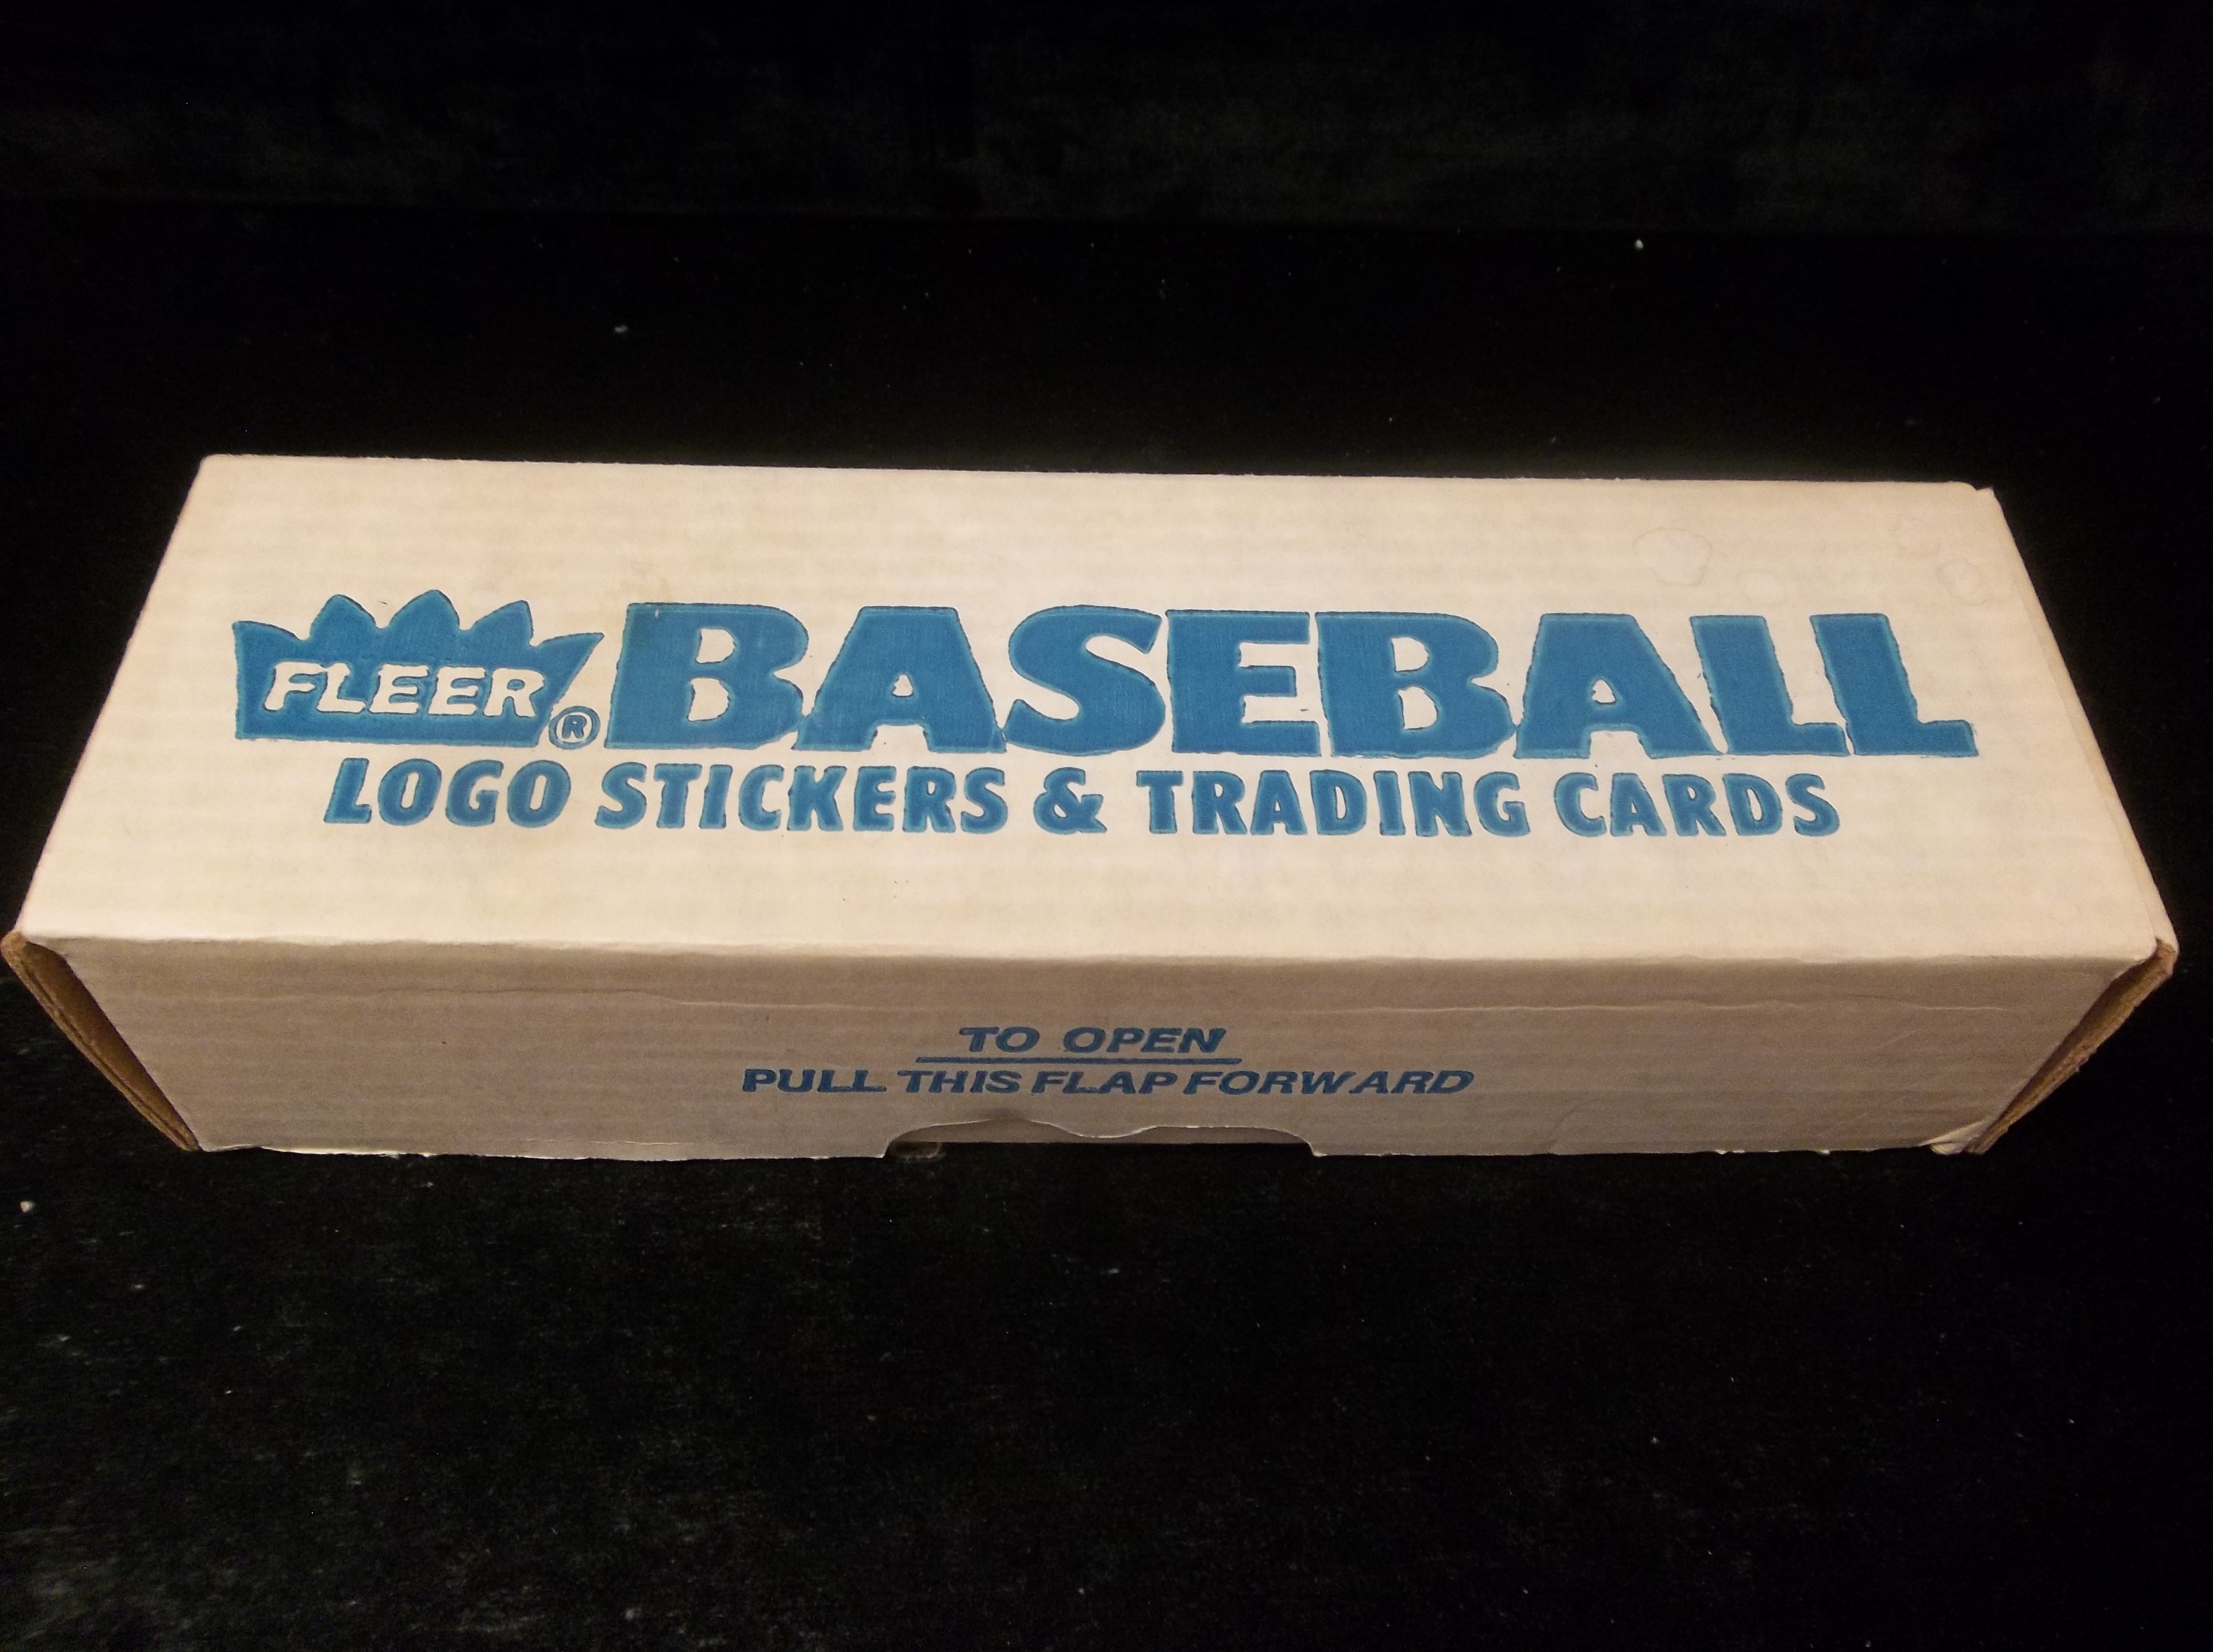 FLEER® BASEBALL
LOGO STICKERS & TRADING CARDS
TO OPEN
PULL THIS FLAP FORWARD